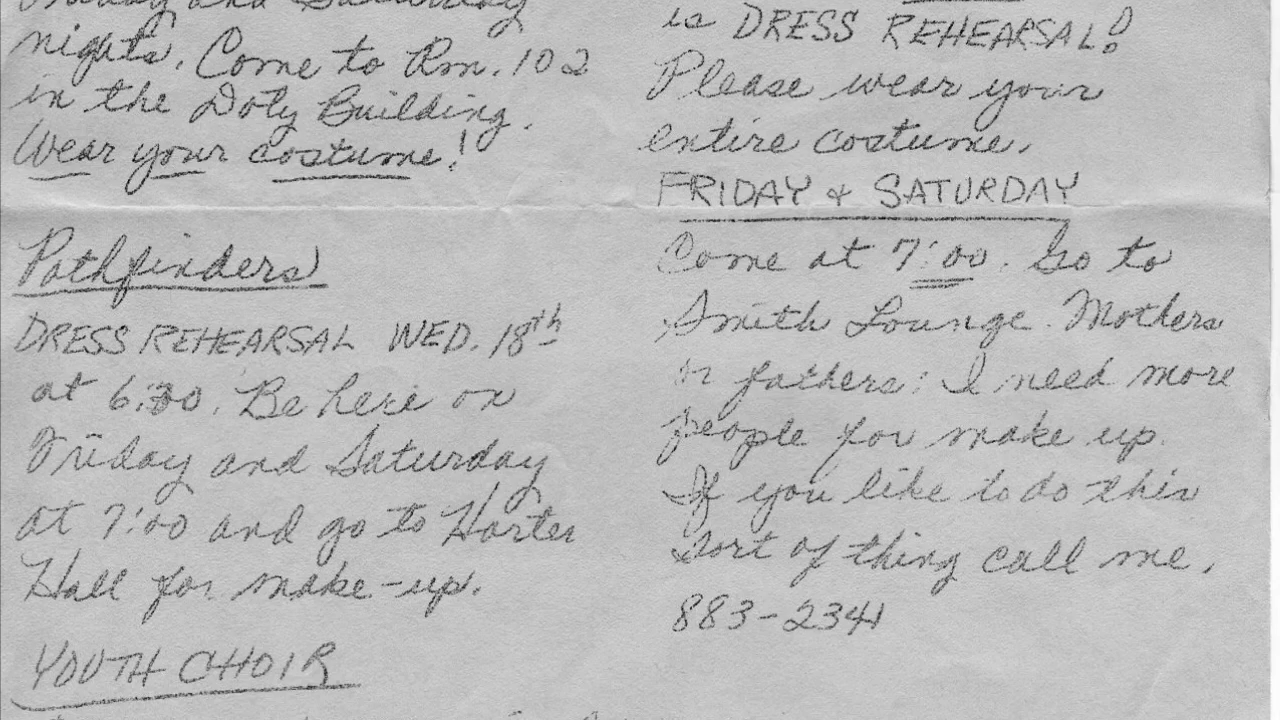 Friday and Saturday
nights. Come to Rm. 102
in the Doty Building.
Wear your costume!
Pathfinders
DRESS REHEARSAL WED. 18th
at 6:30. Be here on
Friday and Saturday
at 7:00 and go to Harter
Hall for make-up.
YOUTH CHOIR
is DRESS REHEARSAL!
Please wear your
entire costume.
FRIDAY & SATURDAY
Come at 7:00. Go to
Smith Lounge. Mothers
or fathers: I need more
people for make up.
If you like to do this
sort of thing call me.
883-2341